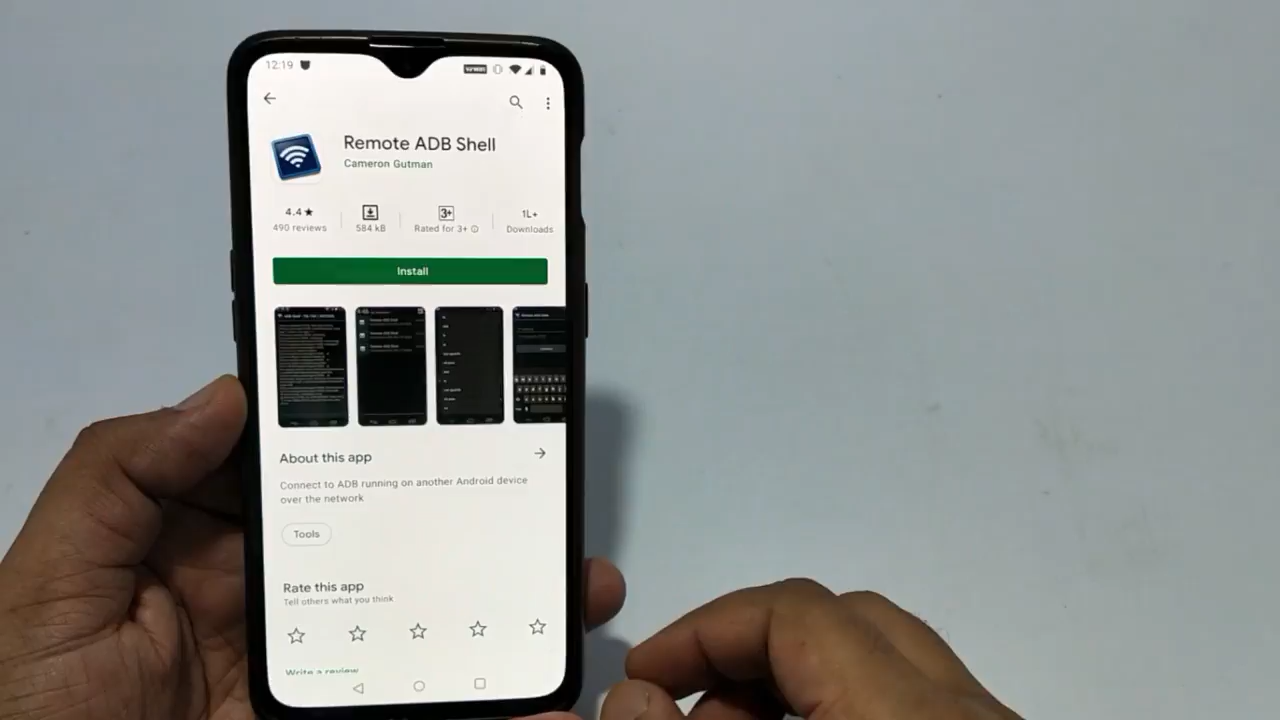 12:19
Remote ADB Shell
Cameron Gutman
4.4★
490 reviews
584 kB
3+
Rated for 3+
1L+
Downloads
Install
About this app
Connect to ADB running on another Android device
over the network
Tools
Rate this app
Tell others what you think
Write a review